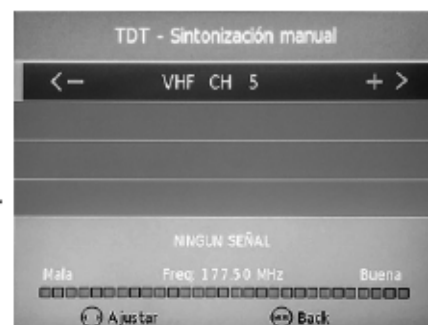 TDT - Sintonización manual
<- VHF CH 5 + >
NINGUN SEÑAL
Mala Freq: 177.50 MHz Buena
Ajustar Back